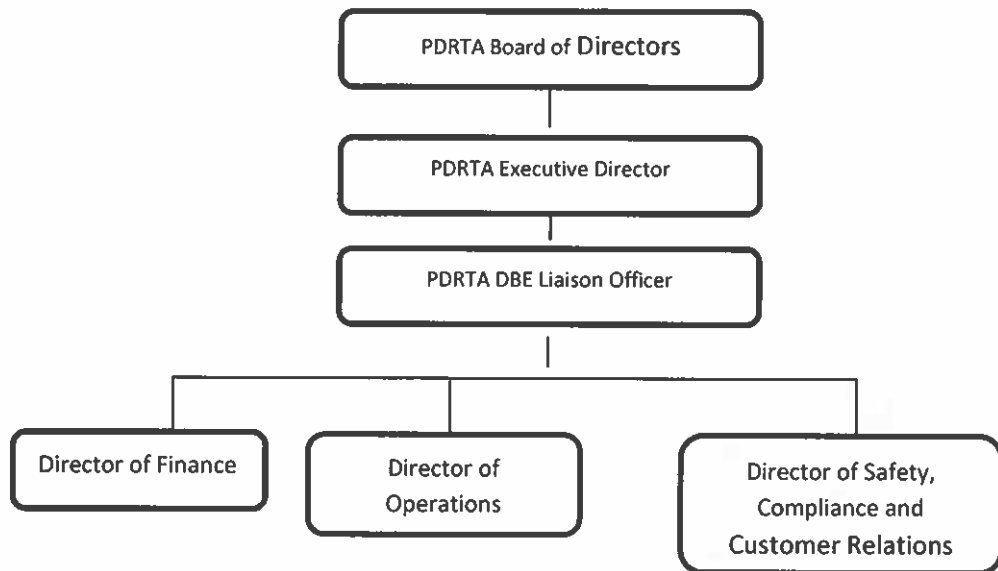 PDRTA Board of Directors
PDRTA Executive Director
PDRTA DBE Liaison Officer
Director of Finance
Director of
Operations
Director of Safety,
Compliance and
Customer Relations